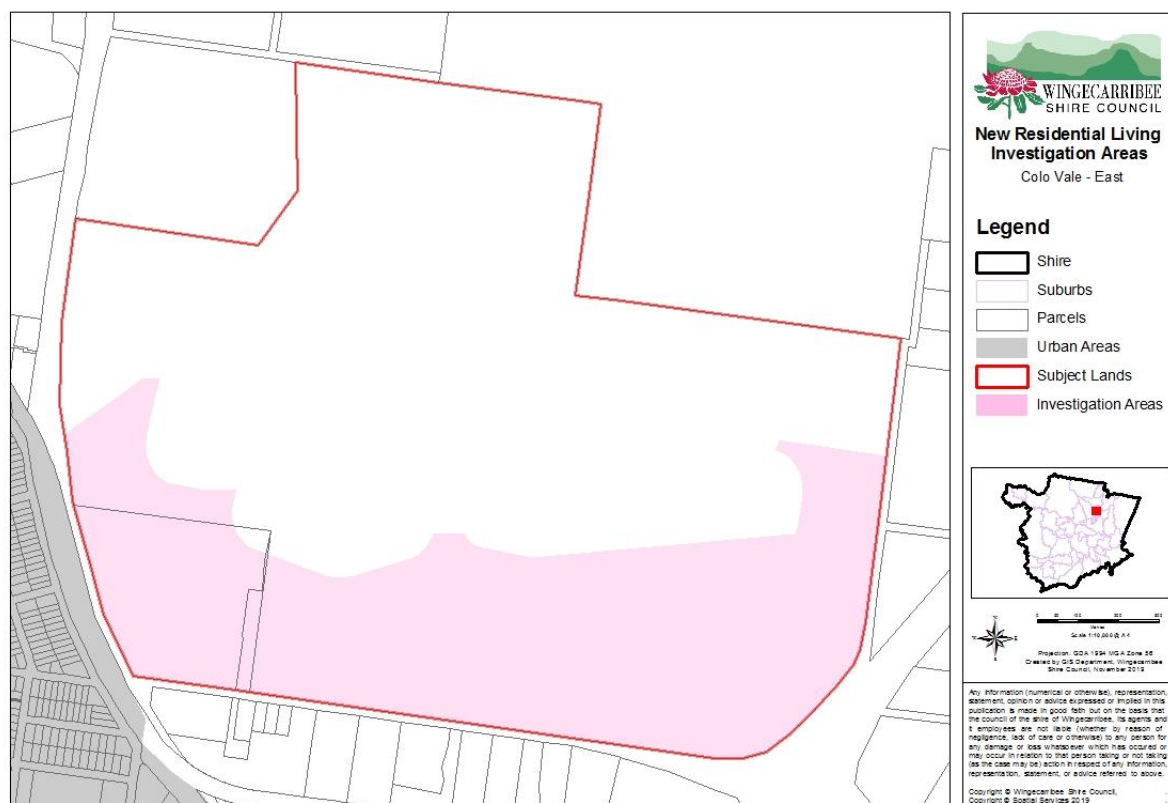 WINGECARRIBEE
SHIRE COUNCIL
New Residential Living
Investigation Areas
Colo Vale - East
Legend
Shire
Suburbs
Parcels
Urban Areas
Subject Lands
Investigation Areas
Scale 1:10,000 @ A4
Projection: GDA 1994 MGA Zone 56
Created by GIS Department, Wingecarribee
Shire Council, November 2019
Any information (numerical or otherwise), representation,
statement, opinion or advice expressed or implied in this
publication is made in good faith but on the basis that
the council of the shire of Wingecarribee, its agents and
it employees are not liable (whether by reason of
negligence, lack of care or otherwise) to any person for
any damage or loss whatsoever which has occured or
may occur in relation to that person taking or not taking
(as the case may be) action in respect of any information,
representation, statement, or advice referred to above.
Copyright © Wingecarribee Shire Council,
Copyright © Spatial Services 2019